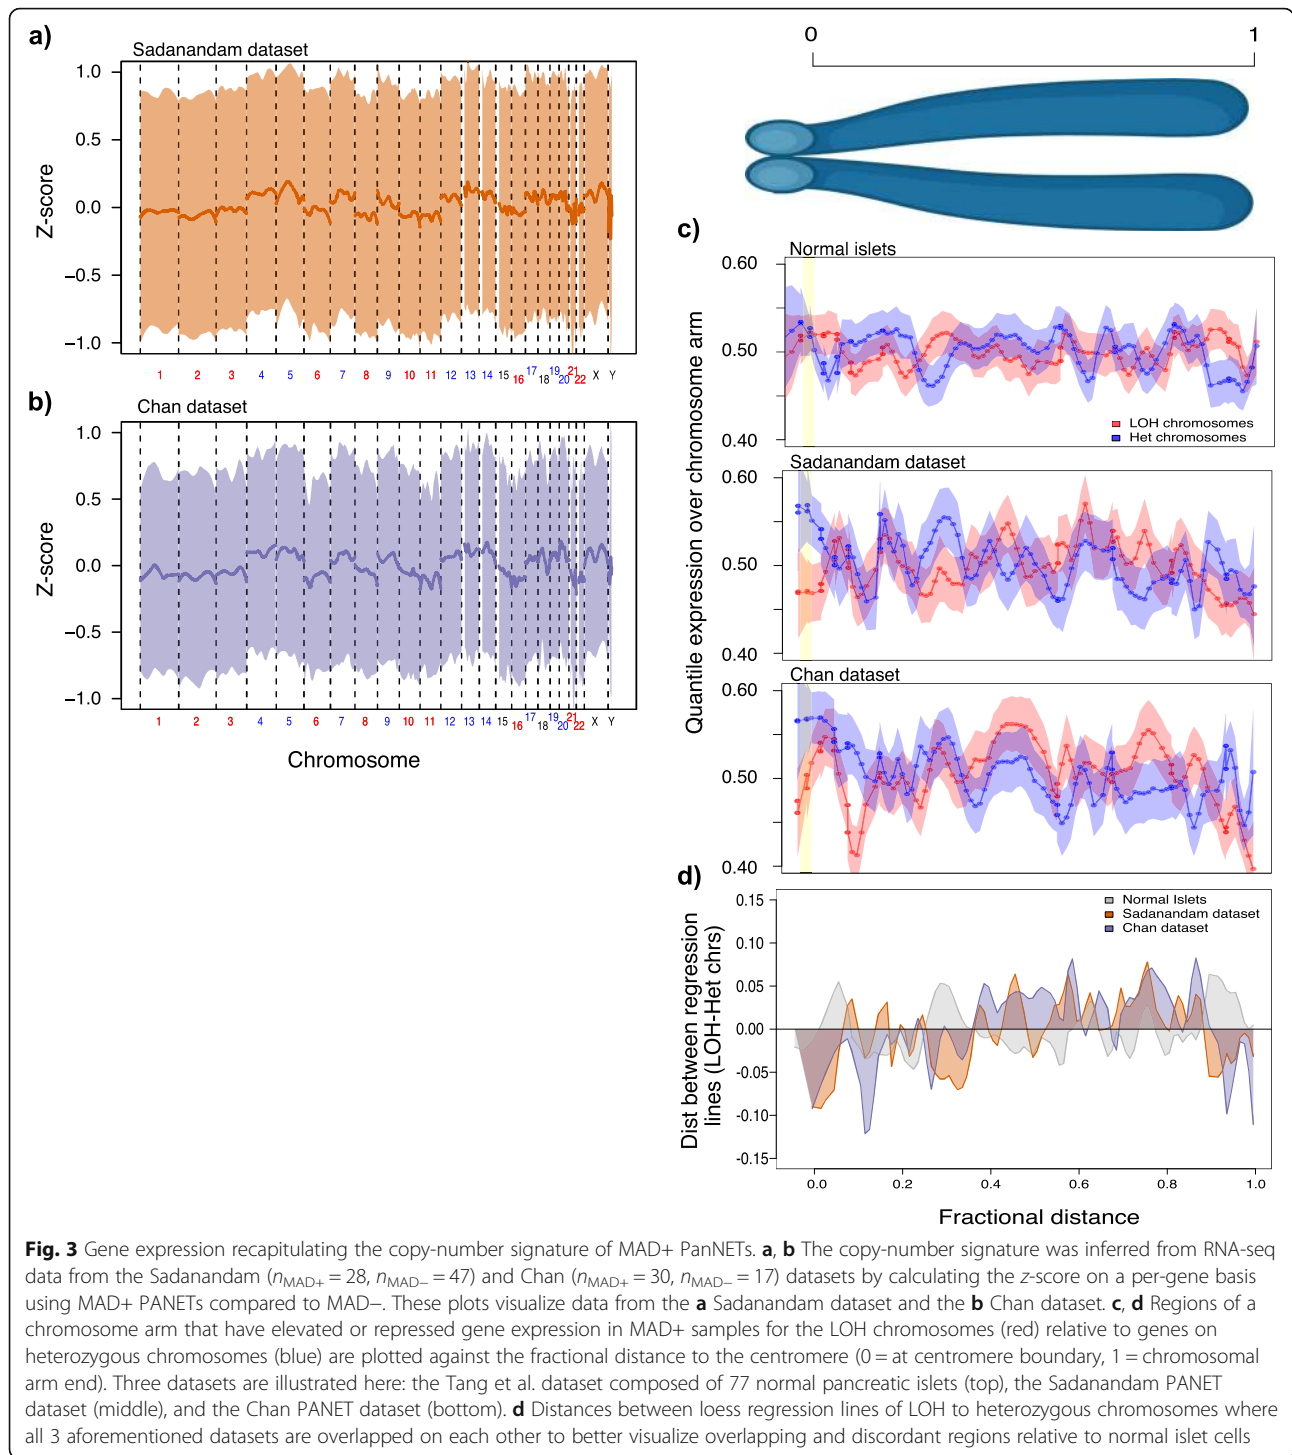 a)
Sadanandam dataset
1.0
0.5
0.0
−0.5
−1.0
Z-score
1 2 3 4 5 6 7 8 9 10 11 12 13 14 15 16 17 18 19 20 21 22 X Y
b)
Chan dataset
1.0
0.5
0.0
−0.5
−1.0
Z-score
1 2 3 4 5 6 7 8 9 10 11 12 13 14 15 16 17 18 19 20 21 22 X Y
Chromosome
0 1
c)
Normal islets
0.60
0.50
0.40
LOH chromosomes
Het chromosomes
Quantile expression over chromosome arm
Sadanandam dataset
0.60
0.50
0.40
Chan dataset
0.60
0.50
0.40
d)
0.15
0.10
0.05
0.00
-0.05
-0.10
-0.15
Dist between regression
lines (LOH-Het chrs)
Normal Islets
Sadanandam dataset
Chan dataset
0.0 0.2 0.4 0.6 0.8 1.0
Fractional distance
Fig. 3 Gene expression recapitulating the copy-number signature of MAD+ PanNETs. a, b The copy-number signature was inferred from RNA-seq
data from the Sadanandam (nMAD+ = 28, nMAD− = 47) and Chan (nMAD+ = 30, nMAD− = 17) datasets by calculating the z-score on a per-gene basis
using MAD+ PANETs compared to MAD−. These plots visualize data from the a Sadanandam dataset and the b Chan dataset. c, d Regions of a
chromosome arm that have elevated or repressed gene expression in MAD+ samples for the LOH chromosomes (red) relative to genes on
heterozygous chromosomes (blue) are plotted against the fractional distance to the centromere (0 = at centromere boundary, 1 = chromosomal
arm end). Three datasets are illustrated here: the Tang et al. dataset composed of 77 normal pancreatic islets (top), the Sadanandam PANET
dataset (middle), and the Chan PANET dataset (bottom). d Distances between loess regression lines of LOH to heterozygous chromosomes where
all 3 aforementioned datasets are overlapped on each other to better visualize overlapping and discordant regions relative to normal islet cells